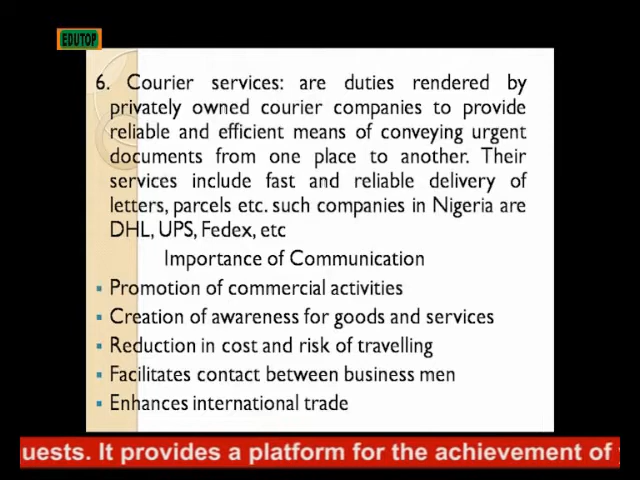 EDUTOP
6. Courier services: are duties rendered by
privately owned courier companies to provide
reliable and efficient means of conveying urgent
documents from one place to another. Their
services include fast and reliable delivery of
letters, parcels etc. such companies in Nigeria are
DHL, UPS, Fedex, etc
Importance of Communication
▪ Promotion of commercial activities
▪ Creation of awareness for goods and services
▪ Reduction in cost and risk of travelling
▪ Facilitates contact between business men
▪ Enhances international trade
uests. It provides a platform for the achievement of